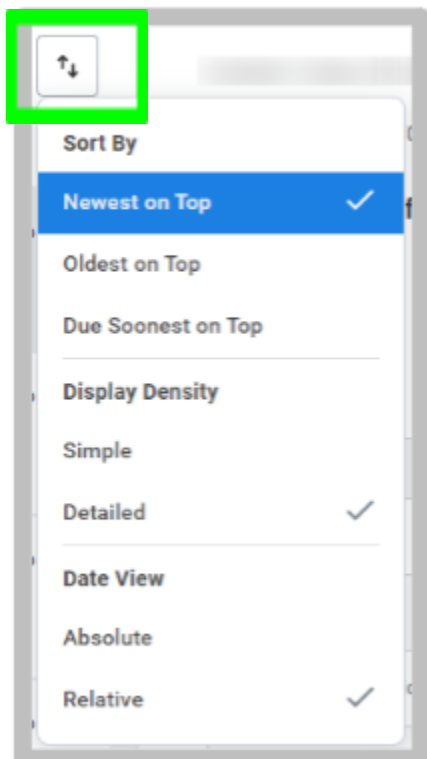 Sort By
Newest on Top
Oldest on Top
Due Soonest on Top
Display Density
Simple
Detailed
Date View
Absolute
Relative